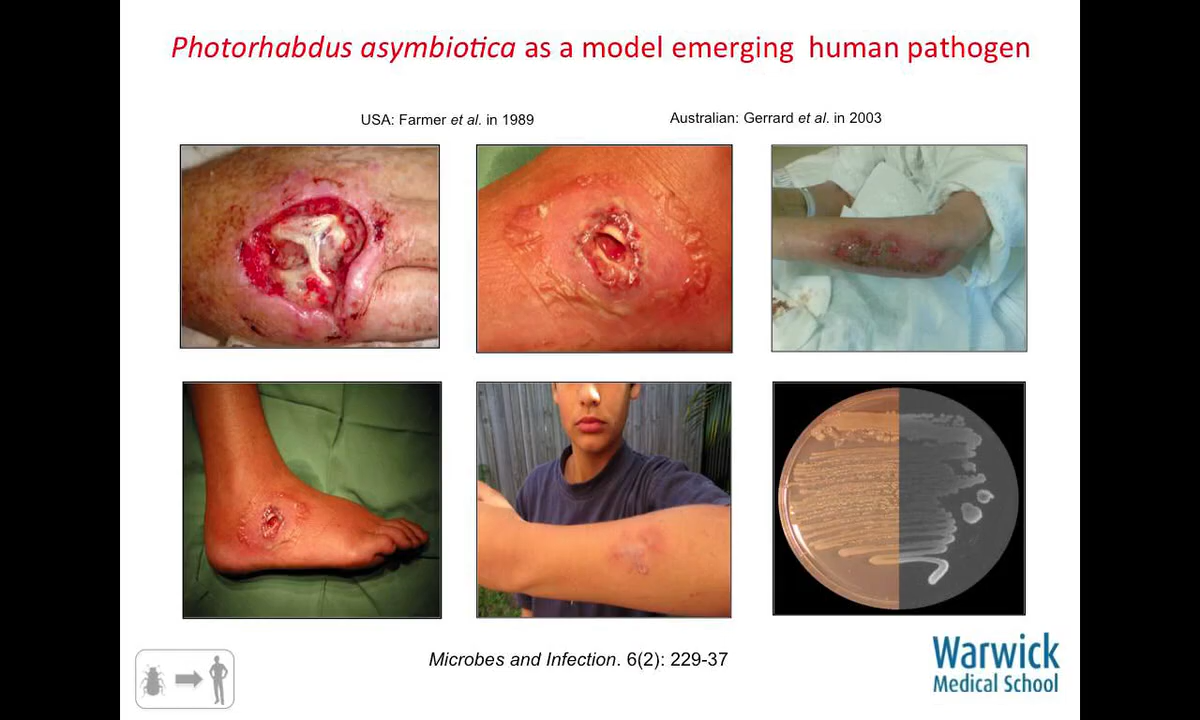 Photorhabdus asymbiotica as a model emerging human pathogen
USA: Farmer et al. in 1989
Australian: Gerrard et al. in 2003
Microbes and Infection. 6(2): 229-37
Warwick
Medical School